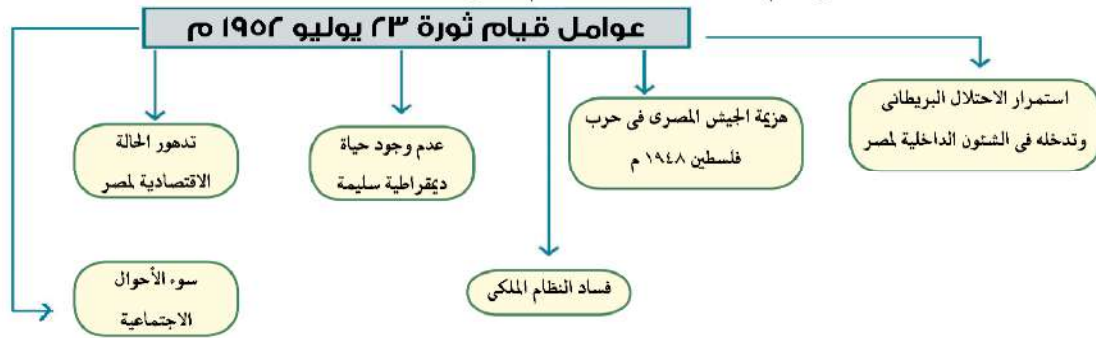 عوامل قيام ثورة ٢٣ يوليو ١٩٥٢ م
استمرار الاحتلال البريطانى
وتدخله فى الشئون الداخلية لمصر
هزيمة الجيش المصرى فى حرب
فلسطين ١٩٤٨ م
عدم وجود حياة
ديمقراطية سليمة
تدهور الحالة
الاقتصادية لمصر
فساد النظام الملكى
سوء الأحوال
الاجتماعية